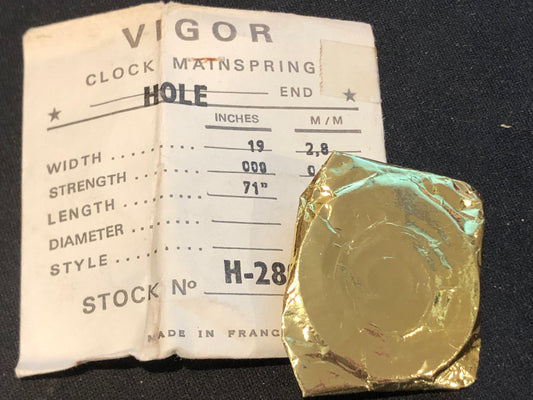 VIGOR
CLOCK MAINSPRING
HOLE END
INCHES M/M
WIDTH ........ 19 2,8
STRENGTH ...... 000
LENGTH ........ 71"
DIAMETER .....
STYLE ........
STOCK Nº H-28
MADE IN FRANC